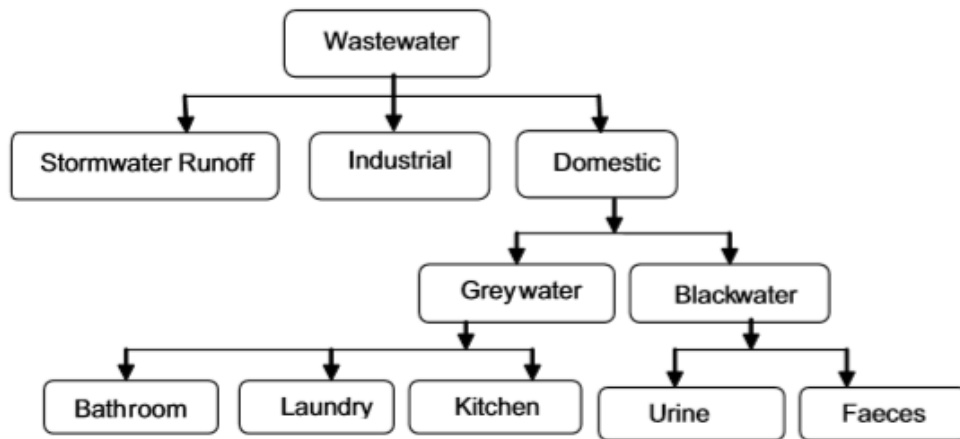 Wastewater
Stormwater Runoff
Industrial
Domestic
Greywater
Blackwater
Bathroom
Laundry
Kitchen
Urine
Faeces